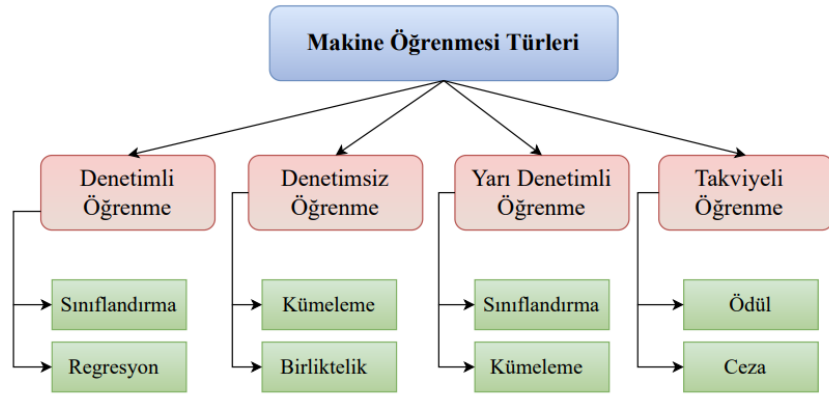 Makine Öğrenmesi Türleri
Denetimli
Öğrenme
Denetimsiz
Öğrenme
Yarı Denetimli
Öğrenme
Takviyeli
Öğrenme
Sınıflandırma
Kümeleme
Sınıflandırma
Ödül
Regresyon
Birliktelik
Kümeleme
Ceza